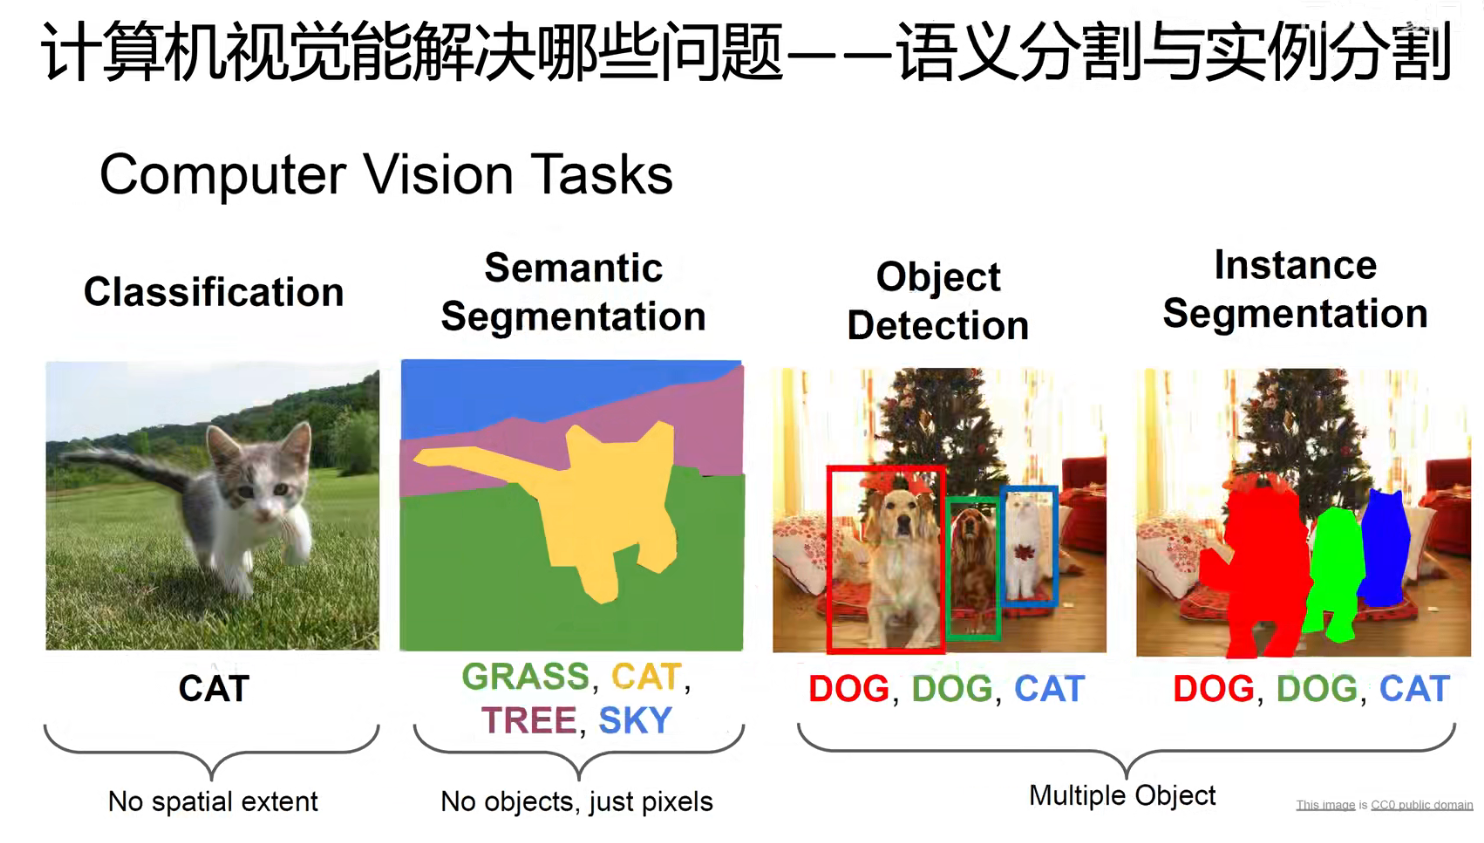 计算机视觉能解决哪些问题——语义分割与实例分割
Computer Vision Tasks
Classification
Semantic
Segmentation
Object
Detection
Instance
Segmentation
CAT
GRASS, CAT,
TREE, SKY
DOG, DOG, CAT
DOG, DOG, CAT
No spatial extent
No objects, just pixels
Multiple Object
This image is CC0 public domain